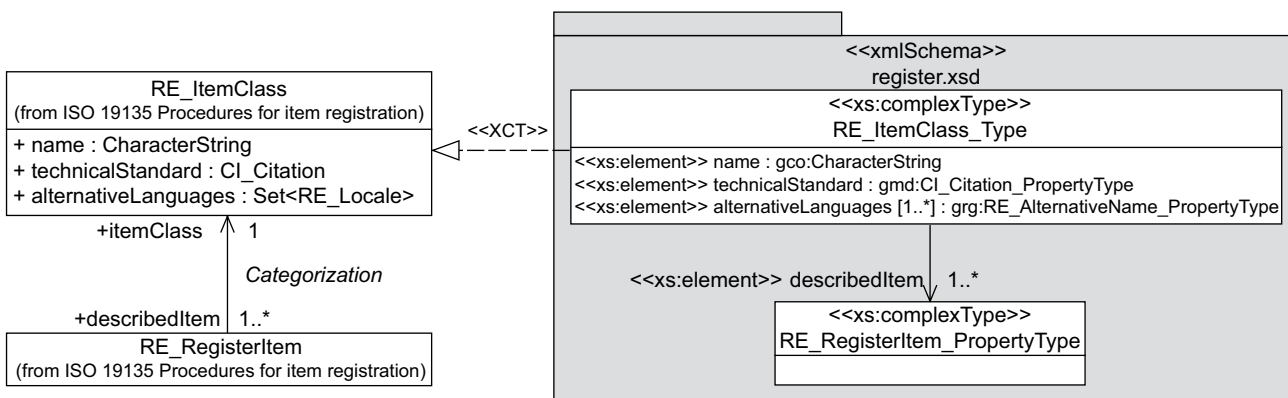 RE_ItemClass
(from ISO 19135 Procedures for item registration)
+ name : CharacterString
+ technicalStandard : CI_Citation
+ alternativeLanguages : Set<RE_Locale>
+itemClass 1
Categorization
+describedItem 1..*
RE_RegisterItem
(from ISO 19135 Procedures for item registration)
<<XCT>>
<<xmlSchema>>
register.xsd
<<xs:complexType>>
RE_ItemClass_Type
<<xs:element>> name : gco:CharacterString
<<xs:element>> technicalStandard : gmd:CI_Citation_PropertyType
<<xs:element>> alternativeLanguages [1..*] : grg:RE_AlternativeName_PropertyType
<<xs:element>> describedItem 1..*
<<xs:complexType>>
RE_RegisterItem_PropertyType